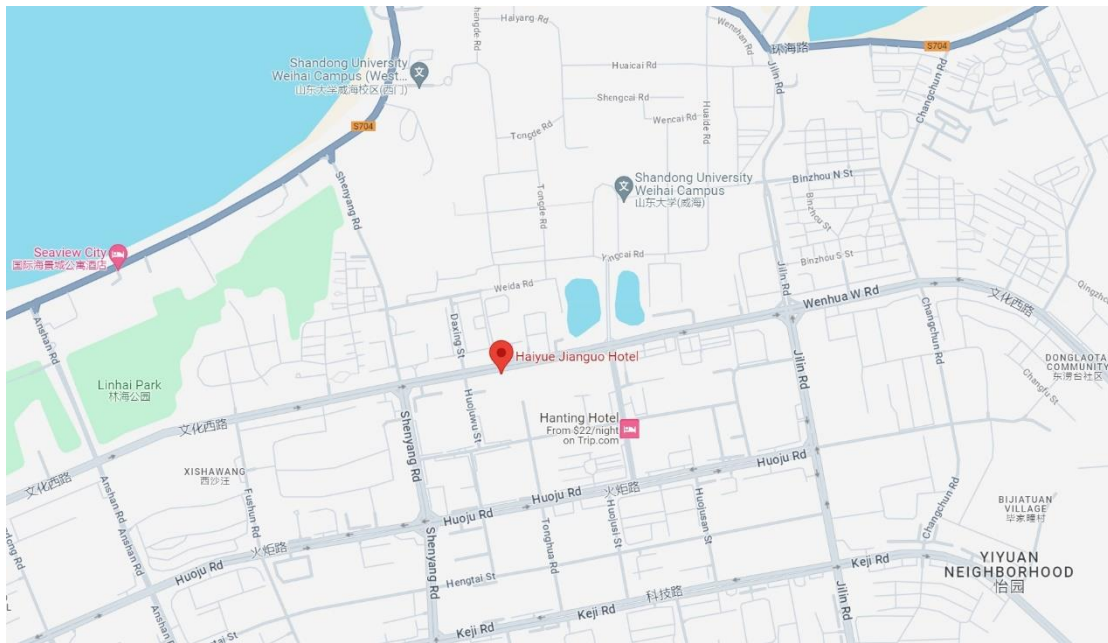 Haiyang Rd
Wenshan Rd
环海路
S704
Shandong University
Weihai Campus (West...
山东大学威海校区(西门)
Huaicai Rd
Jilin Rd
Changchun Rd
Shengcai Rd
Wencai Rd
Huaide Rd
S704
Tongde Rd
Shenyang Rd
Shandong University
Weihai Campus
山东大学(威海)
Binzhou N St
Tongde Rd
Binzhou St
Seaview City
国际海景城公寓酒店
Yingcai Rd
Binzhou S St
Jilin Rd
Weida Rd
Wenhua W Rd
文化西路
Anshan Rd
Daxing St
Changchun Rd
Haiyue Jianguo Hotel
Jilin Rd
DONGLAOTAI
COMMUNITY
东涝台社区
Linhai Park
林海公园
Changfu St
Huojuwu St
Shenyang Rd
Hanting Hotel
From $22/night
on Trip.com
文化西路
XISHAWANG
西沙汪
Huoju Rd
文化西路
Anshan Rd
Fushun Rd
火炬路
Huoju Rd
Huoju Rd
Huojusi St
Huojusan St
Changchun Rd
BIJIATUAN
VILLAGE
毕家疃村
Anshan Rd
Shenyang Rd
Tonghua Rd
火炬路
Huoju Rd
Hengtai St
Keji Rd
YIYUAN
NEIGHBORHOOD
怡园
科技路
Jilin Rd
Keji Rd
Keji Rd